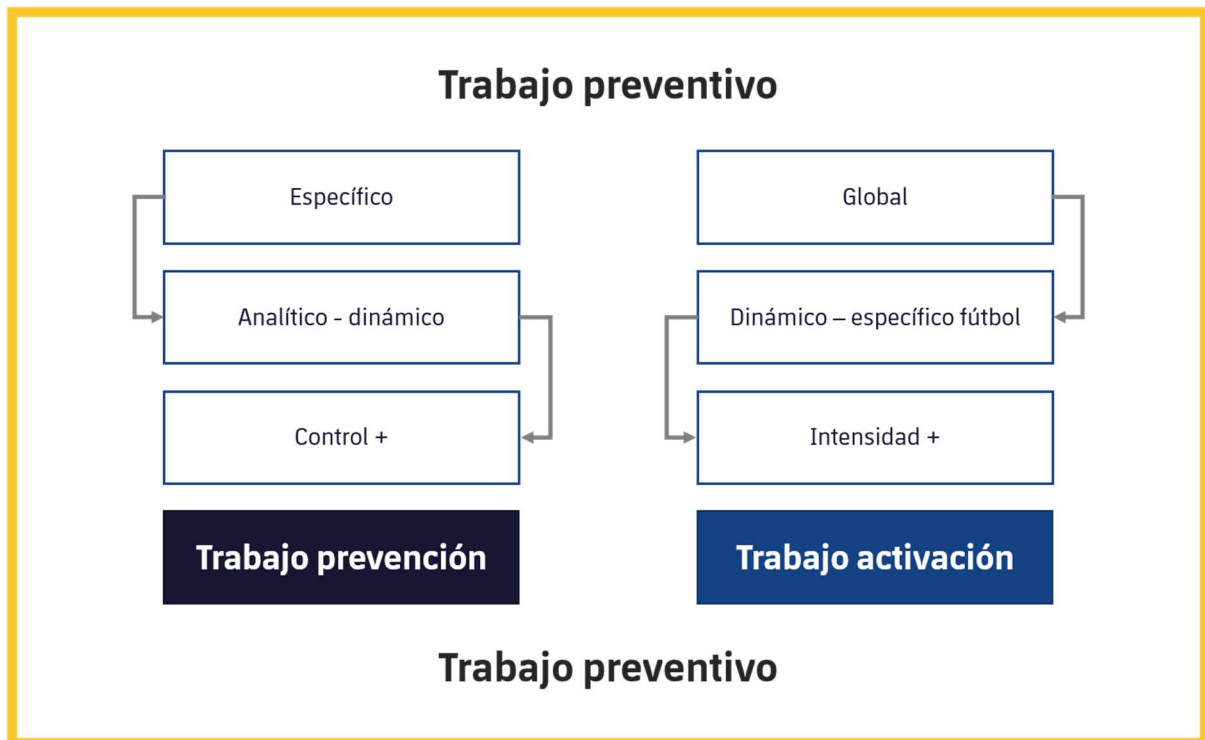 Trabajo preventivo
Específico
Analítico - dinámico
Control +
Trabajo prevención
Global
Dinámico – específico fútbol
Intensidad +
Trabajo activación
Trabajo preventivo